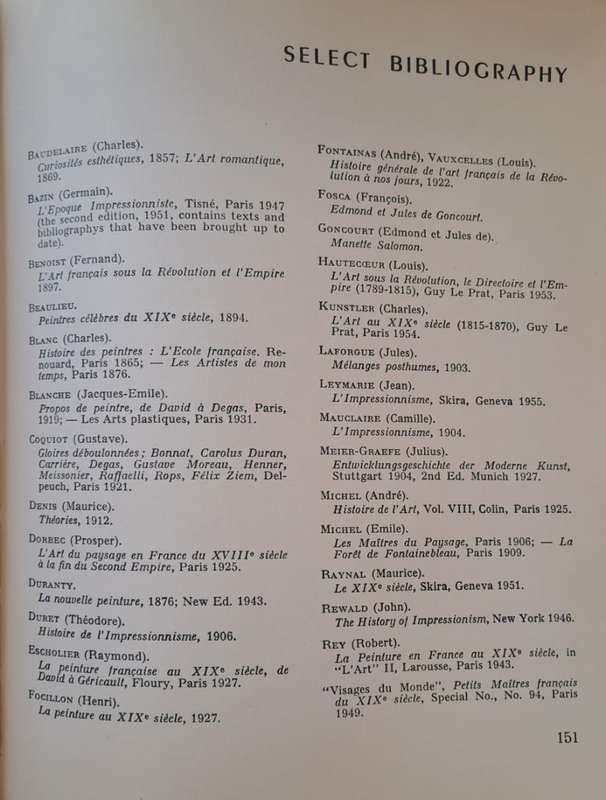 SELECT BIBLIOGRAPHY
BAUDELAIRE (Charles).
Curiosités esthétiques, 1857; L'Art romantique,
1869.
BAZIN (Germain).
L'Epoque Impressionniste, Tisné, Paris 1947
(the second edition, 1951, contains texts and
bibliographys that have been brought up to
date).
BENOIST (Fernand).
L'Art français sous la Révolution et l'Empire
1897.
BEAULIEU.
Peintres célèbres du XIXe siècle, 1894.
BLANC (Charles).
Histoire des peintres : L'Ecole française. Re-
nouard, Paris 1865; — Les Artistes de mon
temps, Paris 1876.
BLANCHE (Jacques-Emile).
Propos de peintre, de David à Degas, Paris,
1919; — Les Arts plastiques, Paris 1931.
COQUIOT (Gustave).
Gloires déboulonnées; Bonnat, Carolus Duran,
Carrière, Degas, Gustave Moreau, Henner,
Meissonier, Raffaelli, Rops, Félix Ziem, Del-
peuch, Paris 1921.
DENIS (Maurice).
Théories, 1912.
DORBEC (Prosper).
L'Art du paysage en France du XVIIIe siècle
à la fin du Second Empire, Paris 1925.
DURANTY.
La nouvelle peinture, 1876; New Ed. 1943.
DURET (Théodore).
Histoire de l'Impressionnisme, 1906.
ESCHOLIER (Raymond).
La peinture française au XIXe siècle, de
David à Géricault, Floury, Paris 1927.
FOCILLON (Henri).
La peinture au XIXe siècle, 1927.
FONTAINAS (André), VAUXCELLES (Louis).
Histoire générale de l'art français de la Révo-
lution à nos jours, 1922.
FOSCA (François).
Edmond et Jules de Goncourt.
GONCOURT (Edmond et Jules de).
Manette Salomon.
HAUTECŒUR (Louis).
L'Art sous la Révolution, le Directoire et l'Em-
pire (1789-1815), Guy Le Prat, Paris 1953.
KUNSTLER (Charles).
L'Art au XIXe siècle (1815-1870), Guy Le
Prat, Paris 1954.
LAFORGUE (Jules).
Mélanges posthumes, 1903.
LEYMARIE (Jean).
L'Impressionnisme, Skira, Geneva 1955.
MAUCLAIRE (Camille).
L'Impressionnisme, 1904.
MEIER-GRAEFE (Julius).
Entwicklungsgeschichte der Moderne Kunst,
Stuttgart 1904, 2nd Ed. Munich 1927.
MICHEL (André).
Histoire de l'Art, Vol. VIII, Colin, Paris 1925.
MICHEL (Emile).
Les Maîtres du Paysage, Paris 1906; — La
Forêt de Fontainebleau, Paris 1909.
RAYNAL (Maurice).
Le XIXe siècle, Skira, Geneva 1951.
REWALD (John).
The History of Impressionism, New York 1946.
REY (Robert).
La Peinture en France au XIXe siècle, in
"L'Art" II, Larousse, Paris 1943.
"Visages du Monde", Petits Maîtres français
du XIXe siècle, Special No., No. 94, Paris
1949.
151